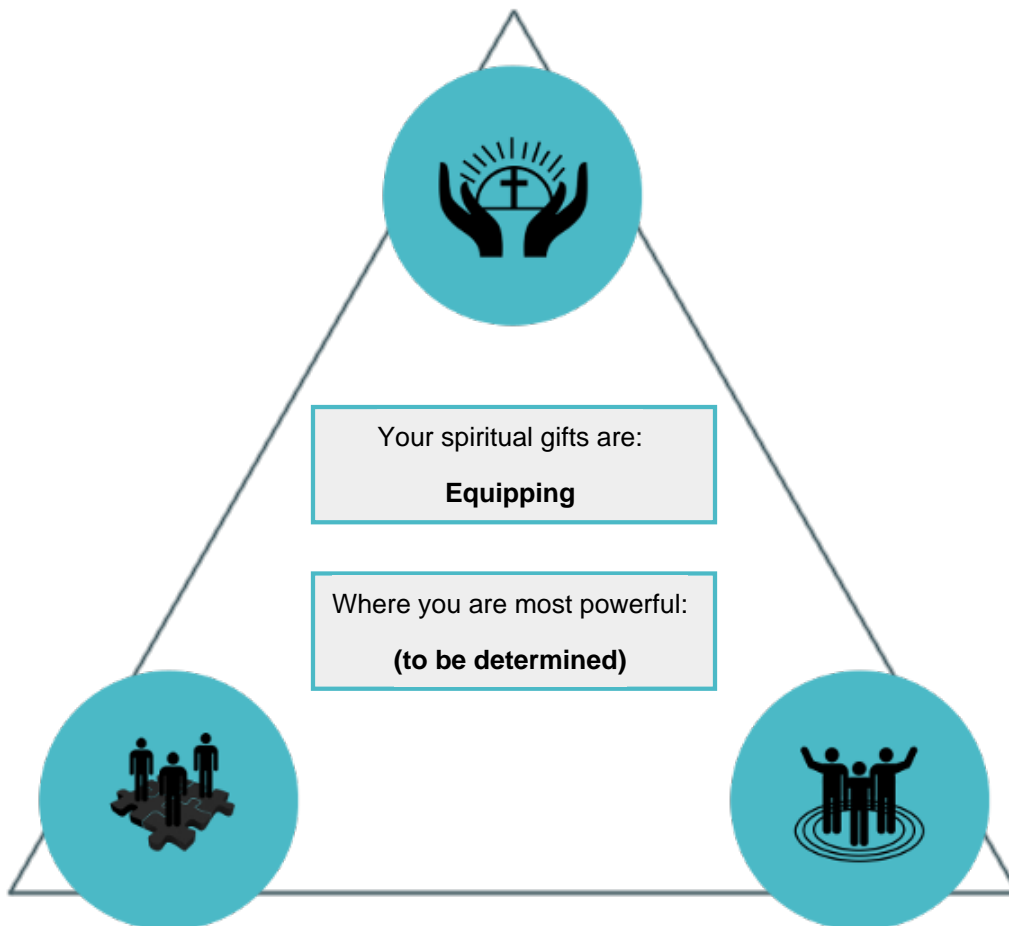 Your spiritual gifts are:
Equipping
Where you are most powerful:
(to be determined)